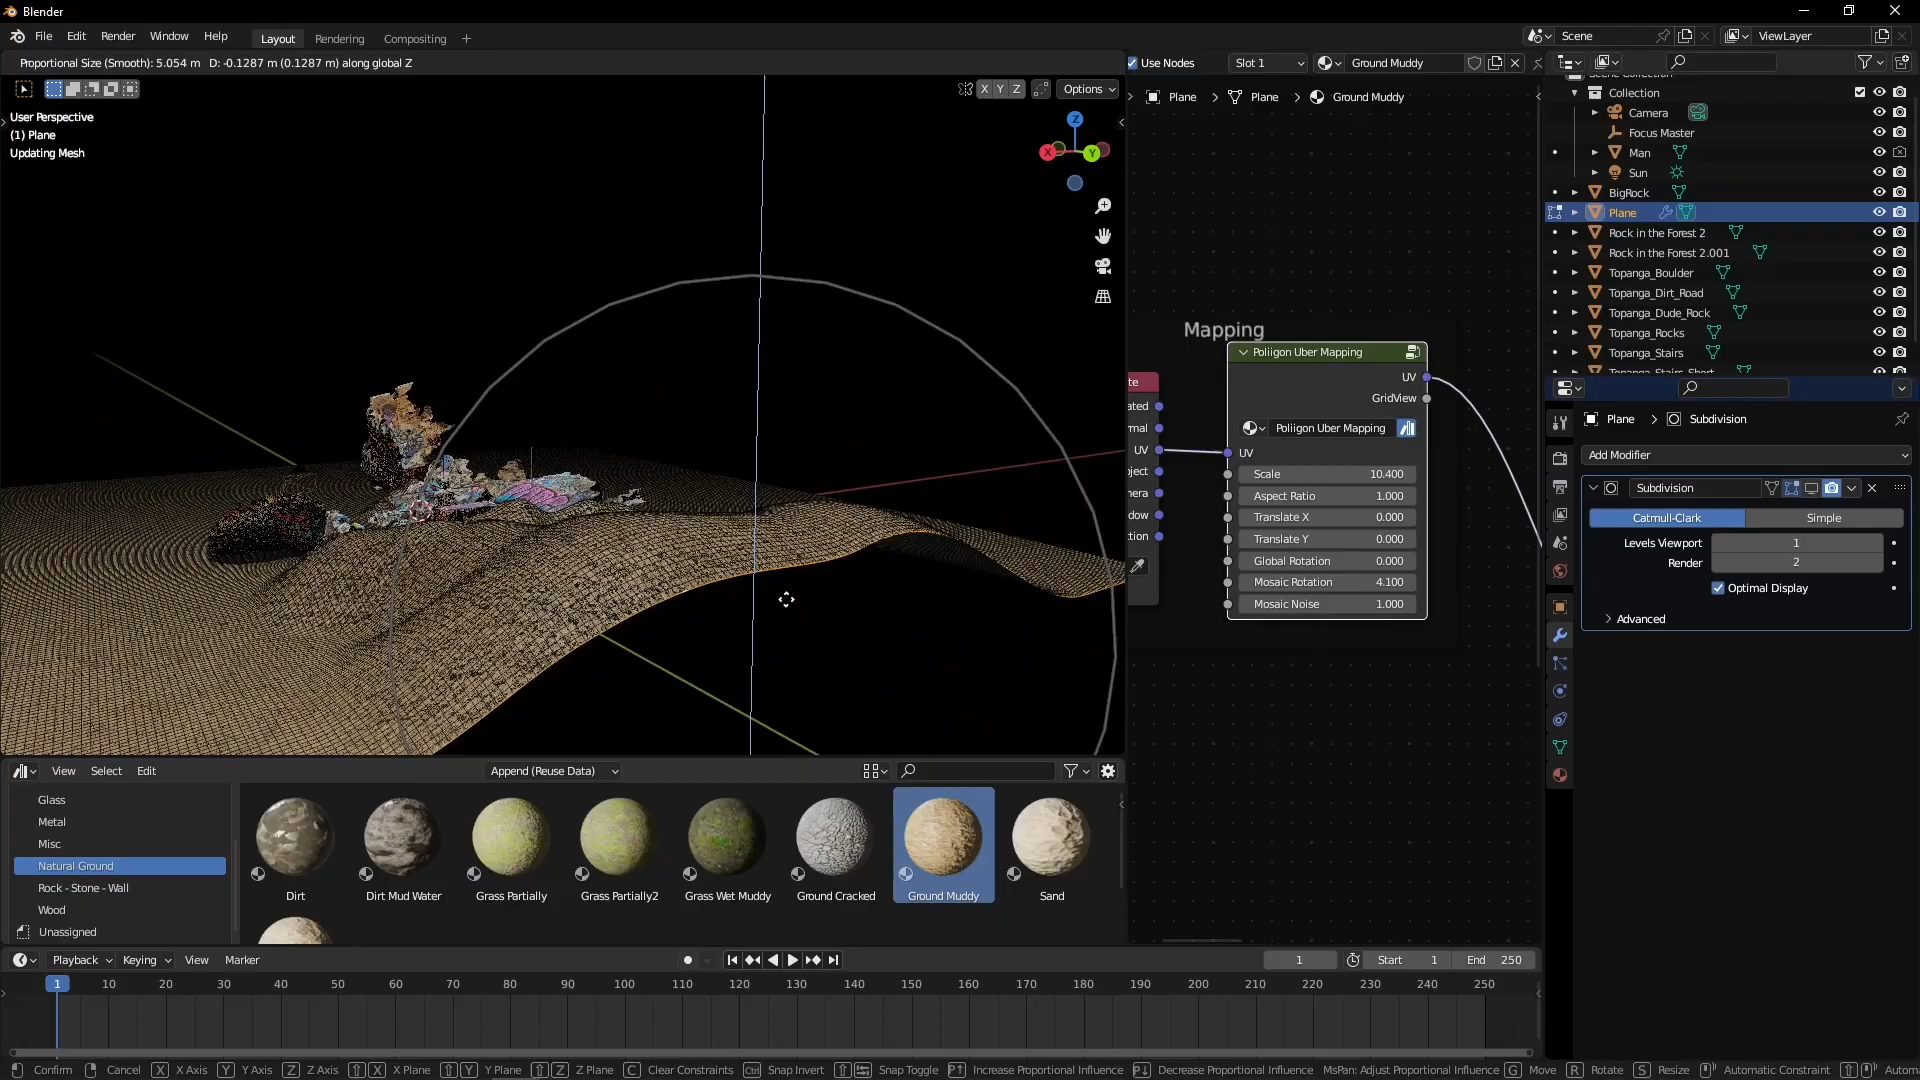 Blender
File Edit Render Window Help Layout Rendering Compositing + Scene ViewLayer
Proportional Size (Smooth): 5.054 m D: -0.1287 m (0.1287 m) along global Z
Use Nodes Slot 1 Ground Muddy
X Y Z Options
Plane > Plane > Ground Muddy
User Perspective
(1) Plane
Updating Mesh
Z
X
Y
Collection
Camera
Focus Master
Man
Sun
BigRock
Plane
Rock in the Forest 2
Rock in the Forest 2.001
Topanga_Boulder
Topanga_Dirt_Road
Topanga_Dude_Rock
Topanga_Rocks
Topanga_Stairs
Mapping
Poliigon Uber Mapping
UV
GridView
Poliigon Uber Mapping
UV
Scale 10.400
Aspect Ratio 1.000
Translate X 0.000
Translate Y 0.000
Global Rotation 0.000
Mosaic Rotation 4.100
Mosaic Noise 1.000
te
ated
mal
UV
ject
nera
dow
tion
Plane > Subdivision
Add Modifier
Subdivision
Catmull-Clark Simple
Levels Viewport 1
Render 2
Optimal Display
Advanced
View Select Edit Append (Reuse Data)
Glass
Metal
Misc
Natural Ground
Rock - Stone - Wall
Wood
Unassigned
Dirt Dirt Mud Water Grass Partially Grass Partially2 Grass Wet Muddy Ground Cracked Ground Muddy Sand
Playback Keying View Marker 1 Start 1 End 250
1 10 20 30 40 50 60 70 80 90 100 110 120 130 140 150 160 170 180 190 200 210 220 230 240 250
Confirm Cancel X X Axis Y Y Axis Z Z Axis X X Plane Y Y Plane Z Z Plane C Clear Constraints Ctrl Snap Invert Snap Toggle Increase Proportional Influence Decrease Proportional Influence MsPan: Adjust Proportional Influence G Move R Rotate S Resize Automatic Constraint